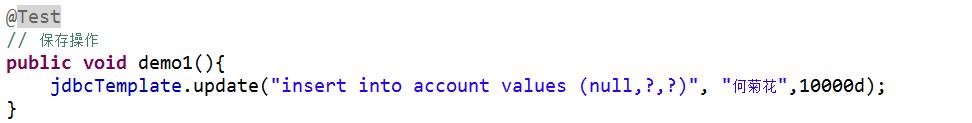 @Test
// 保存操作
public void demo1(){
jdbcTemplate.update("insert into account values (null,?,?)", "何菊花",10000d);
}